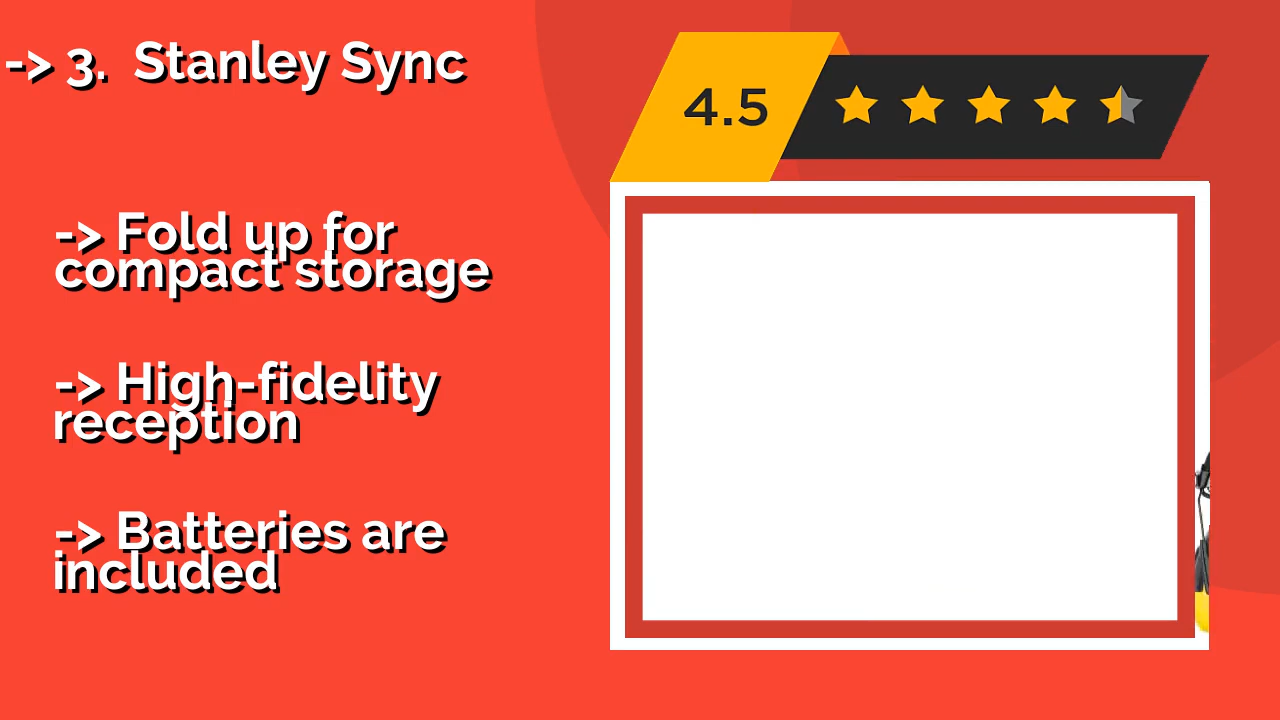 -> 3. Stanley Sync
4.5
-> Fold up for
compact storage
-> High-fidelity
reception
-> Batteries are
included